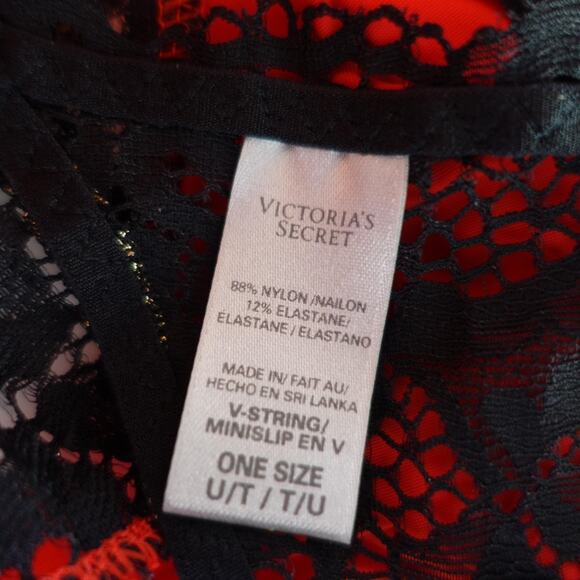 VICTORIA'S
SECRET
88% NYLON /NAILON
12% ELASTANE/
ÉLASTANE/ELASTANO
MADE IN/ FAIT AU/
HECHO EN SRI LANKA
V-STRING/
MINISLIP EN V
ONE SIZE
U/T / T/U